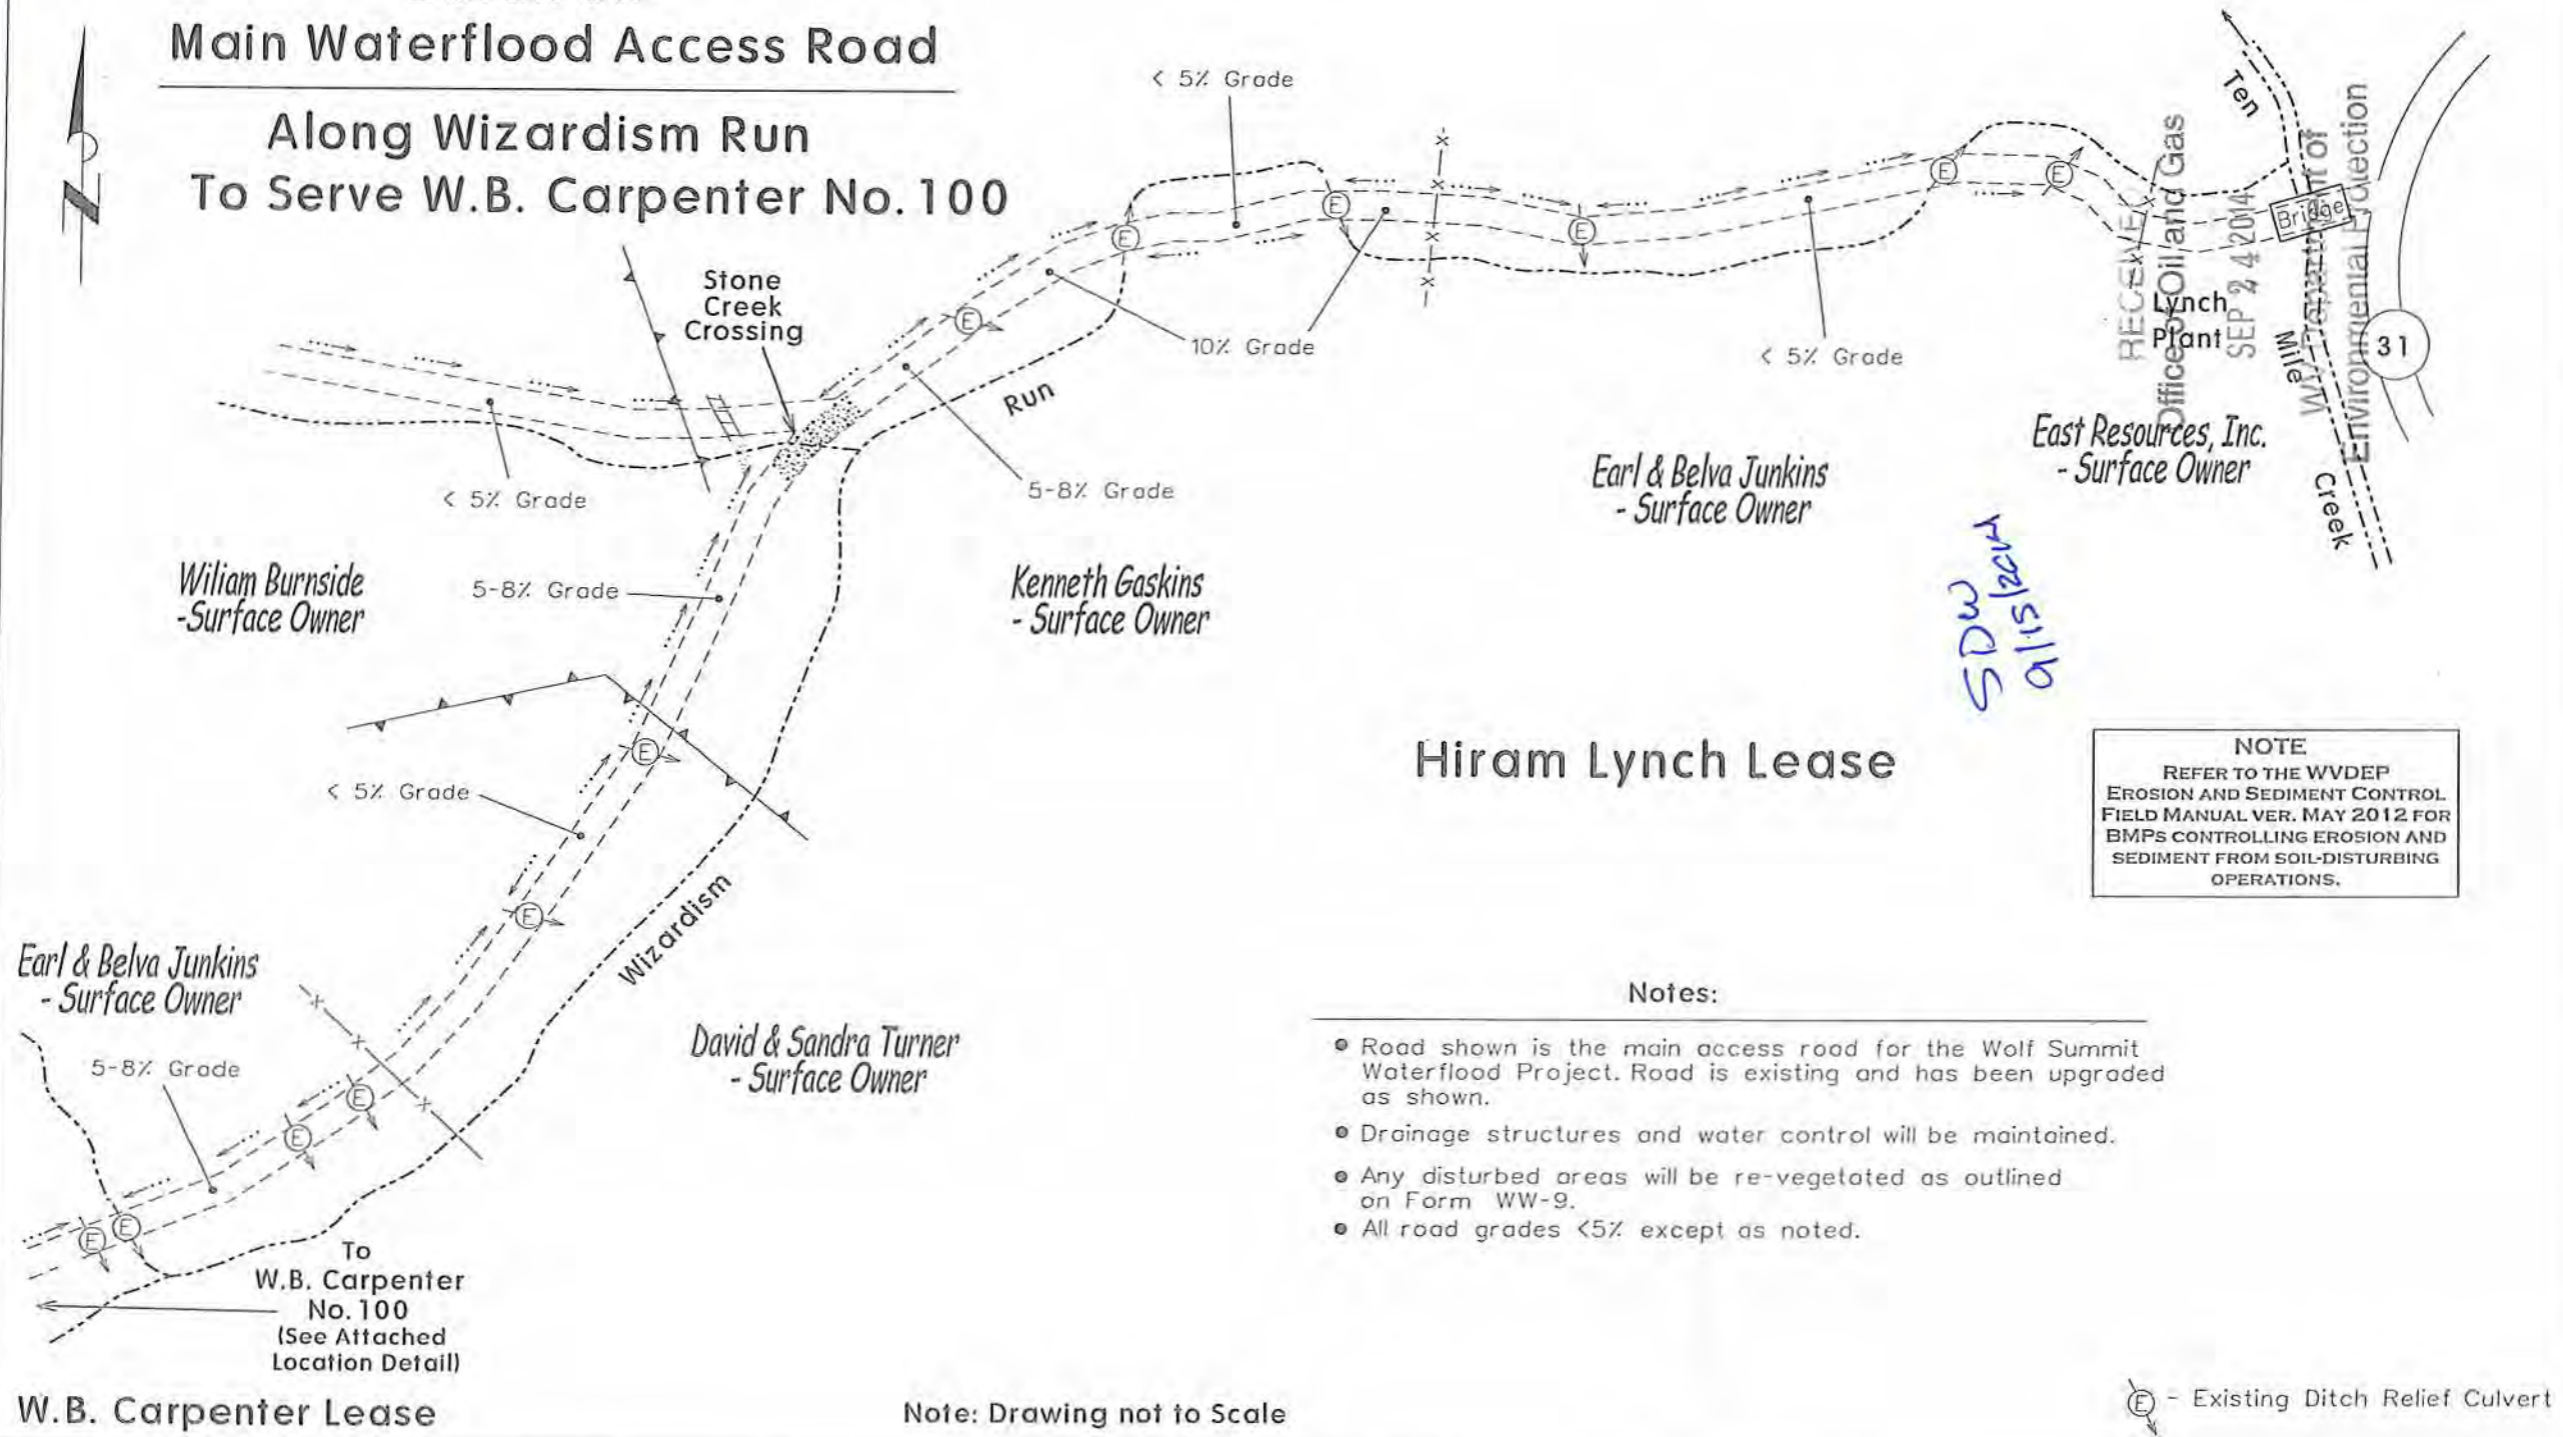 Main Waterflood Access Road
Along Wizardism Run
To Serve W.B. Carpenter No.100
N
< 5% Grade
Stone
Creek
Crossing
10% Grade
< 5% Grade
Run
< 5% Grade
5-8% Grade
Ten
Mile
Creek
Bridge
31
Lynch
Plant
RECEIVED
Office of Oil and Gas
SEP 24 2014
WV Department of
Environmental Protection
East Resources, Inc.
- Surface Owner
Earl & Belva Junkins
- Surface Owner
Wiliam Burnside
-Surface Owner
5-8% Grade
Kenneth Gaskins
- Surface Owner
SDW
9/15/2014
Hiram Lynch Lease
NOTE
REFER TO THE WVDEP
EROSION AND SEDIMENT CONTROL
FIELD MANUAL VER. MAY 2012 FOR
BMPS CONTROLLING EROSION AND
SEDIMENT FROM SOIL-DISTURBING
OPERATIONS.
< 5% Grade
Wizardism
Earl & Belva Junkins
- Surface Owner
5-8% Grade
David & Sandra Turner
- Surface Owner
Notes:
Road shown is the main access road for the Wolf Summit
Waterflood Project. Road is existing and has been upgraded
as shown.
Drainage structures and water control will be maintained.
Any disturbed areas will be re-vegetated as outlined
on Form WW-9.
All road grades <5% except as noted.
To
W.B. Carpenter
No.100
(See Attached
Location Detail)
W.B. Carpenter Lease
Note: Drawing not to Scale
E - Existing Ditch Relief Culvert